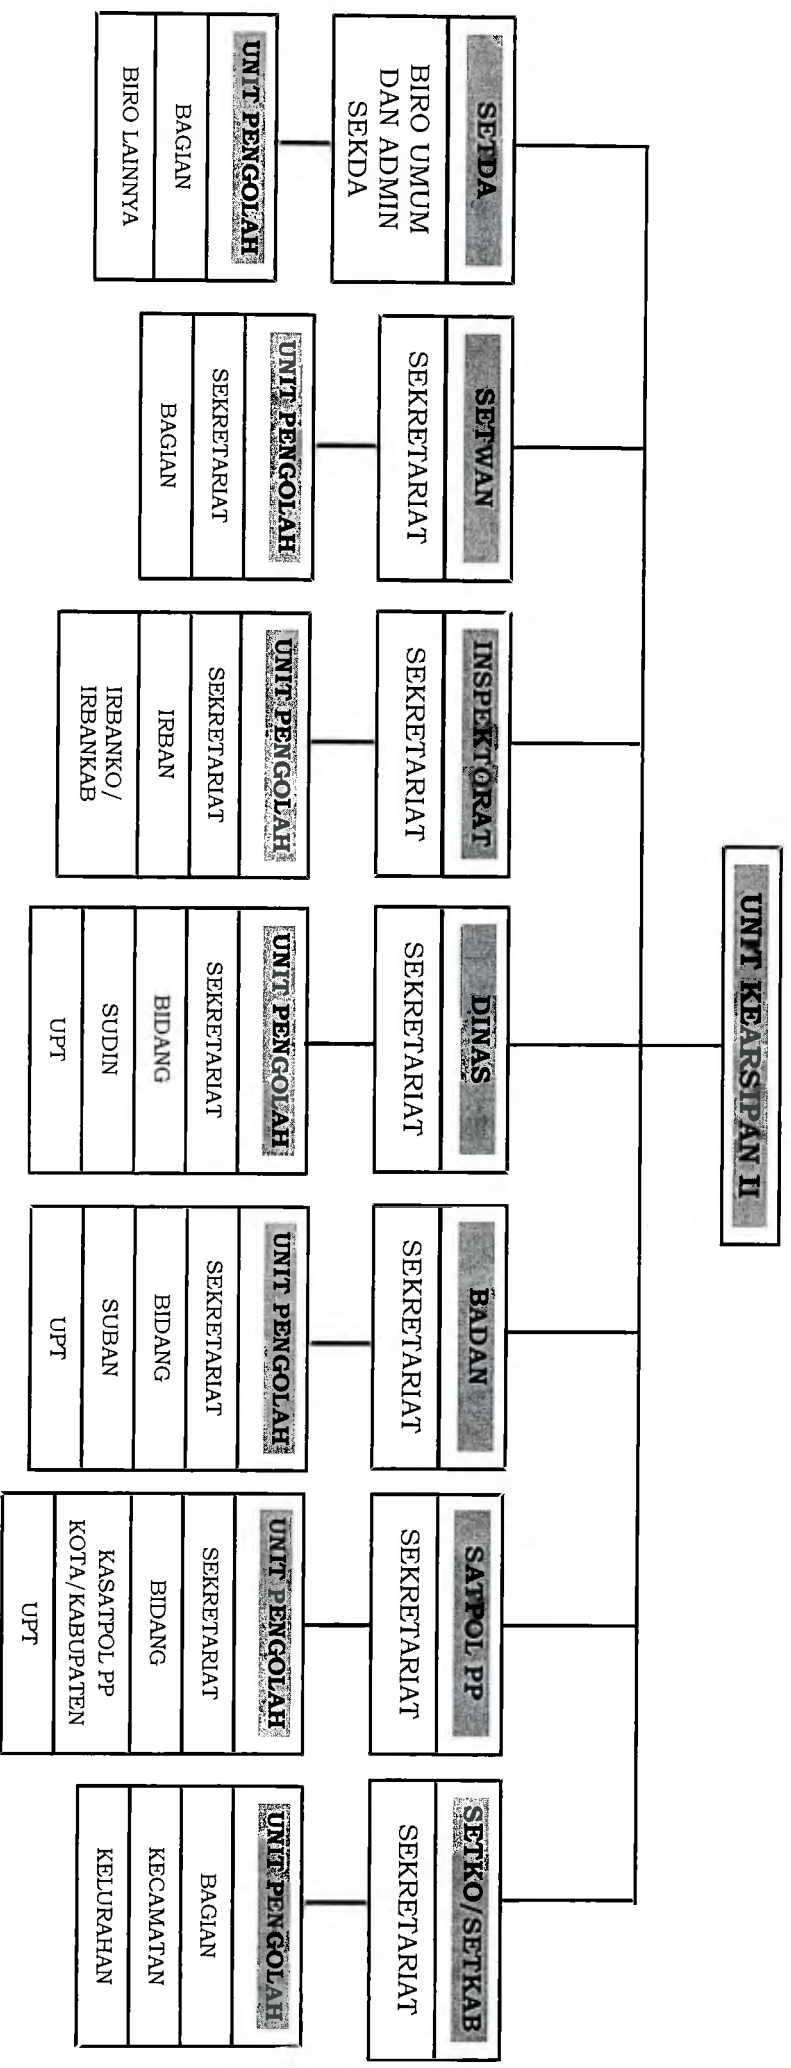 UNIT KEARSIPAN II
SETDA
BIRO UMUM
DAN ADMIN
SEKDA
UNIT PENGOLAH
BAGIAN
BIRO LAINNYA
SETWAN
SEKRETARIAT
UNIT PENGOLAH
SEKRETARIAT
BAGIAN
INSPEKTORAT
SEKRETARIAT
UNIT PENGOLAH
SEKRETARIAT
IRBAN
IRBANKO/
IRBANKAB
DINAS
SEKRETARIAT
UNIT PENGOLAH
SEKRETARIAT
BIDANG
SUDIN
UPT
BADAN
SEKRETARIAT
UNIT PENGOLAH
SEKRETARIAT
BIDANG
SUBAN
UPT
SATPOL PP
SEKRETARIAT
UNIT PENGOLAH
SEKRETARIAT
BIDANG
KASATPOL PP
KOTA/KABUPATEN
UPT
SETKO/SETKAB
SEKRETARIAT
UNIT PENGOLAH
BAGIAN
KECAMATAN
KELURAHAN